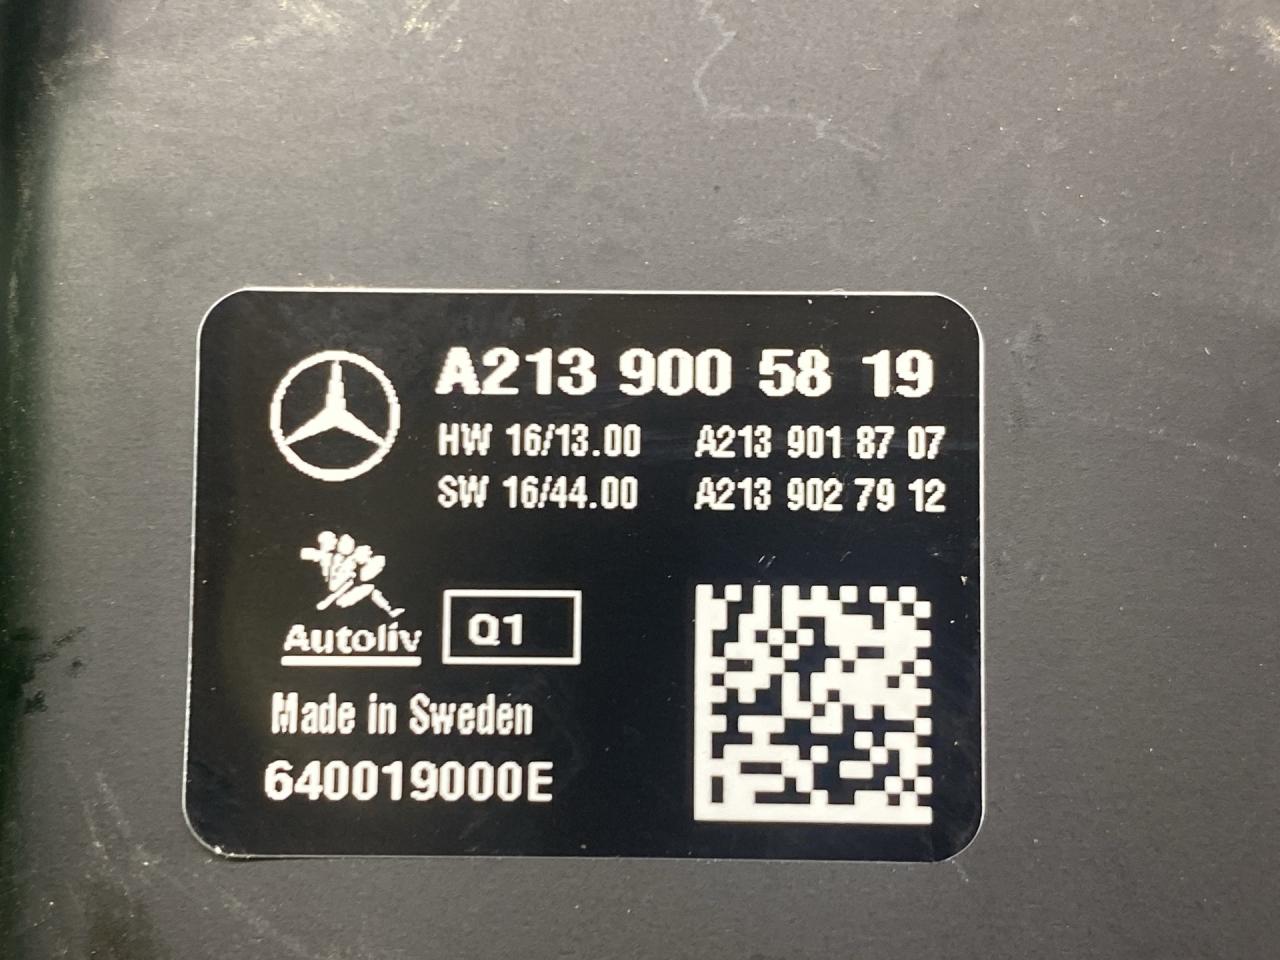 A213 900 58 19
HW 16/13.00 A213 901 87 07
SW 16/44.00 A213 902 79 12
Autoliv
Q1
Made in Sweden
640019000E